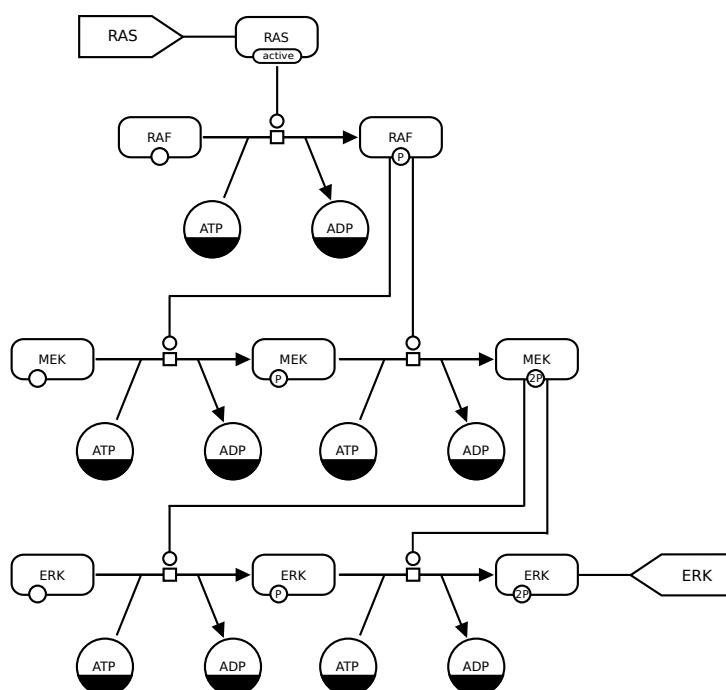 RAS
RAS
active
RAF
RAF
P
ATP
ADP
MEK
MEK
MEK
P
2P
ATP
ADP
ATP
ADP
ERK
ERK
ERK
ERK
P
2P
ATP
ADP
ATP
ADP